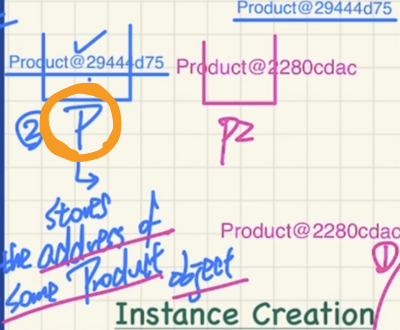 Product@29444d75
Product@29444d75
Product@2280cdac
② P
P2
stores
the address of
some Product object
Product@2280cdac
①
Instance Creation